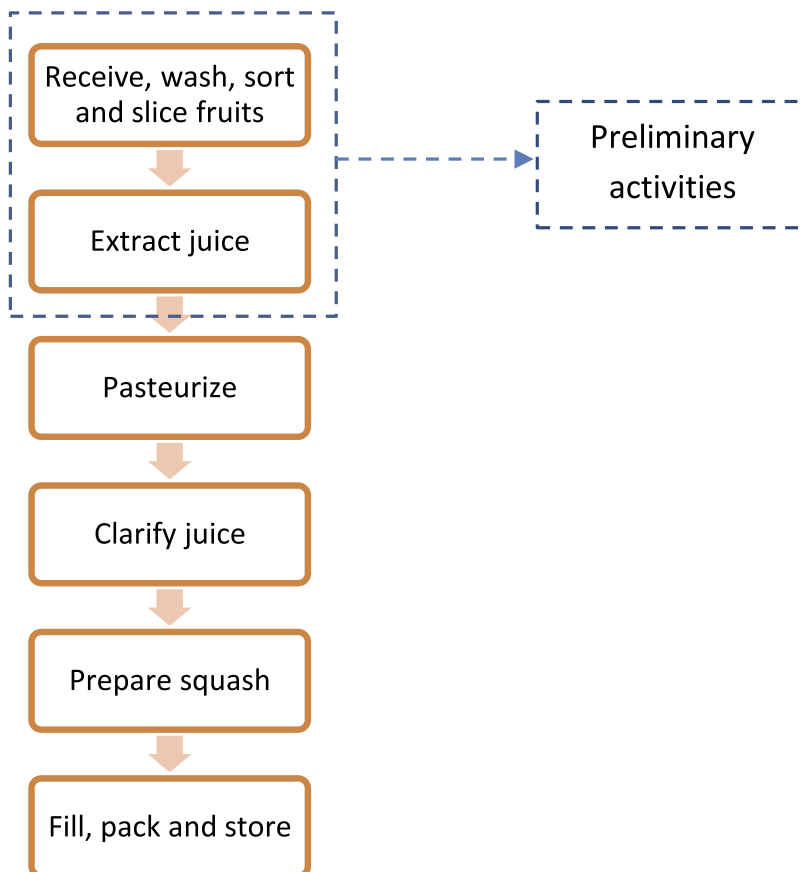 Receive, wash, sort
and slice fruits
Preliminary
activities
Extract juice
Pasteurize
Clarify juice
Prepare squash
Fill, pack and store